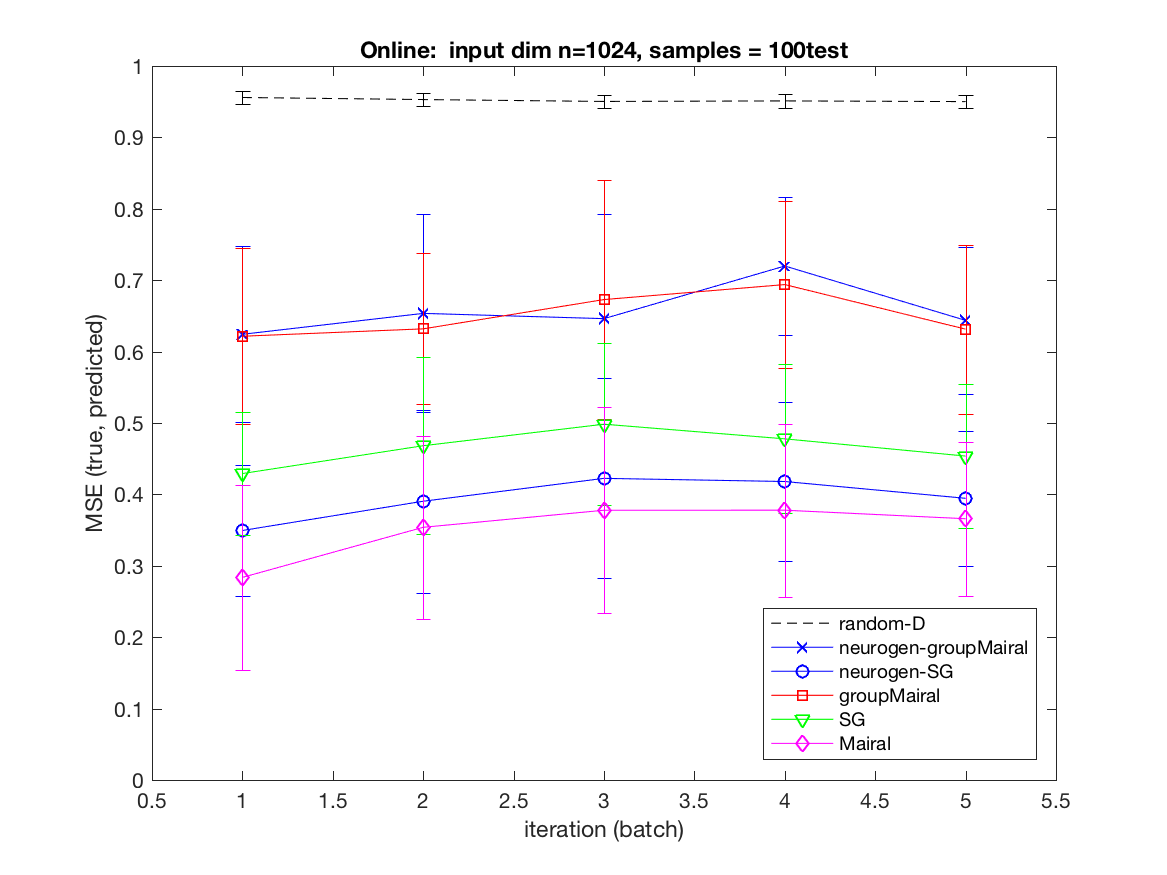 Online:  input dim n=1024, samples = 100test
1
0.9
0.8
0.7
0.6
0.5
0.4
0.3
0.2
0.1
0
MSE (true, predicted)
random-D
neurogen-groupMairal
neurogen-SG
groupMairal
SG
Mairal
0.5 1 1.5 2 2.5 3 3.5 4 4.5 5 5.5
iteration (batch)